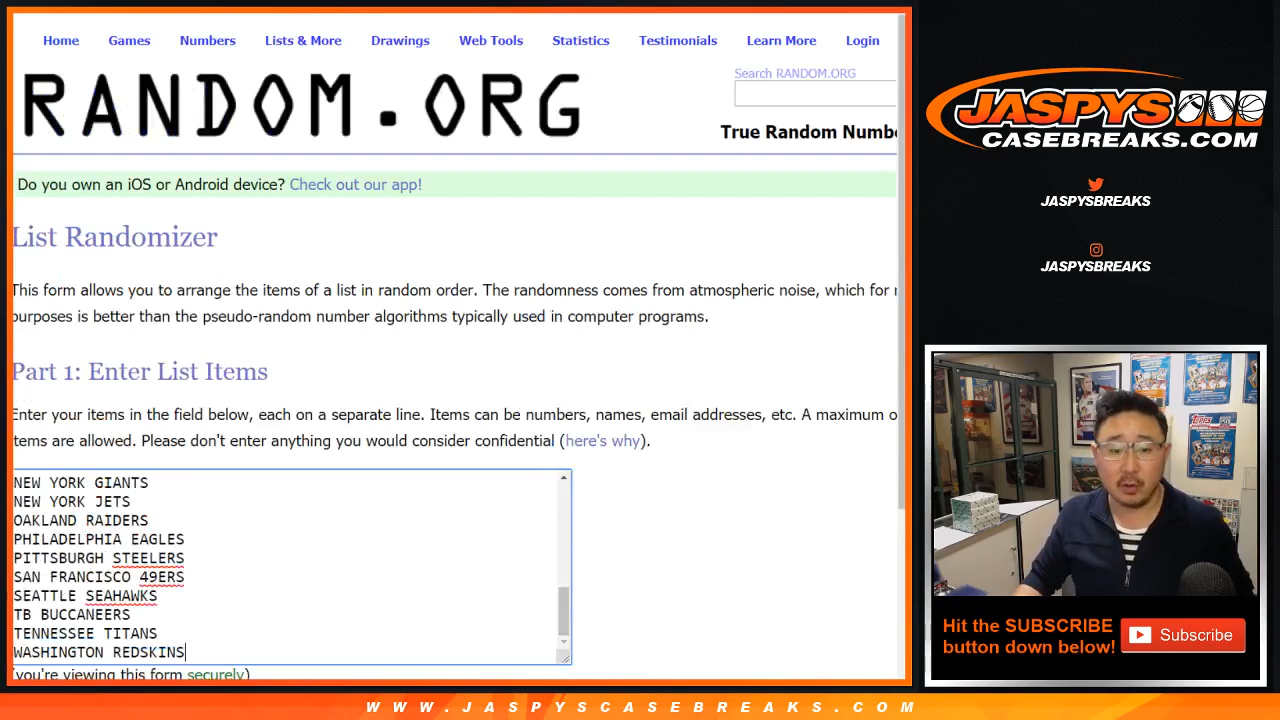 Home Games Numbers Lists & More Drawings Web Tools Statistics Testimonials Learn More Login
Search RANDOM.ORG
RANDOM.ORG
True Random Numbe
Do you own an iOS or Android device? Check out our app!
List Randomizer
This form allows you to arrange the items of a list in random order. The randomness comes from atmospheric noise, which for
purposes is better than the pseudo-random number algorithms typically used in computer programs.
Part 1: Enter List Items
Enter your items in the field below, each on a separate line. Items can be numbers, names, email addresses, etc. A maximum o
items are allowed. Please don't enter anything you would consider confidential (here's why).
NEW YORK GIANTS
NEW YORK JETS
OAKLAND RAIDERS
PHILADELPHIA EAGLES
PITTSBURGH STEELERS
SAN FRANCISCO 49ERS
SEATTLE SEAHAWKS
TB BUCCANEERS
TENNESSEE TITANS
WASHINGTON REDSKINS
(you're viewing this form securely)
JASPYS
CASEBREAKS.COM
JASPYSBREAKS
JASPYSBREAKS
Hit the SUBSCRIBE
button down below!
Subscribe
WWW.JASPYSCASEBREAKS.COM